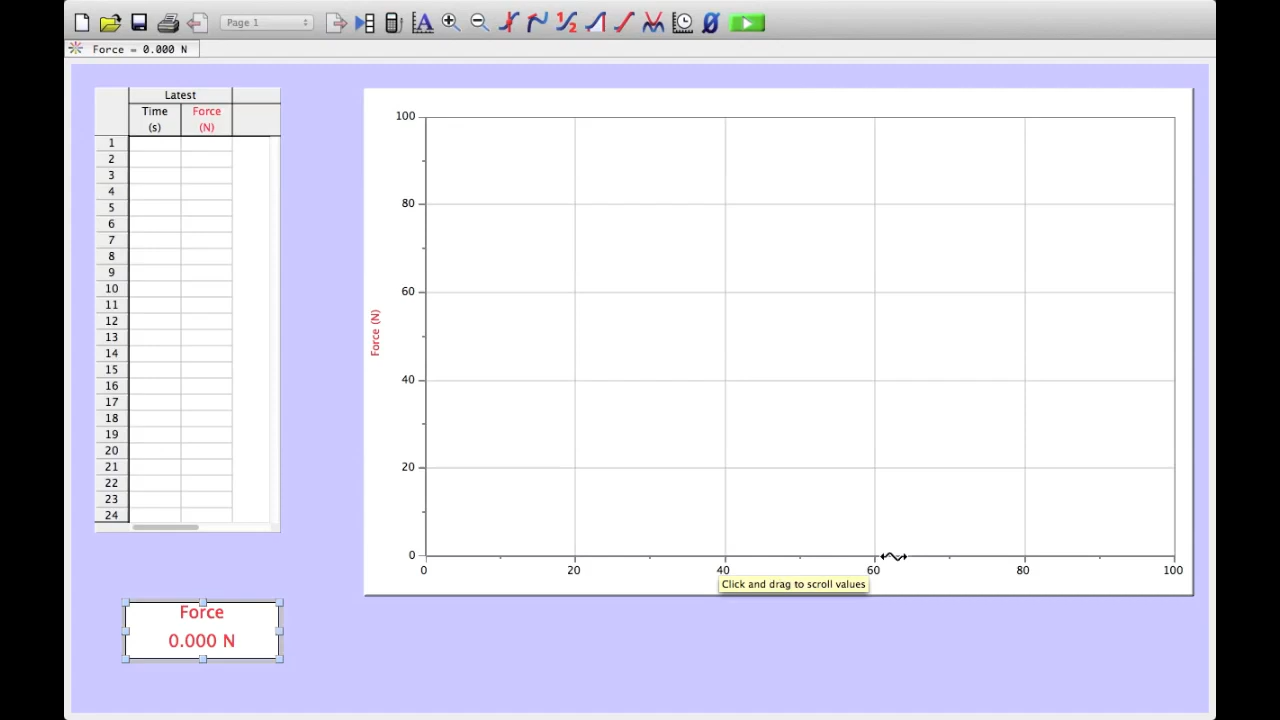 Page 1
A
1/2
Force = 0.000 N
Latest
Time Force
(s) (N)
1
2
3
4
5
6
7
8
9
10
11
12
13
14
15
16
17
18
19
20
21
22
23
24
100
80
60
40
20
0
Force (N)
0 20 40 60 80 100
Click and drag to scroll values
Force
0.000 N